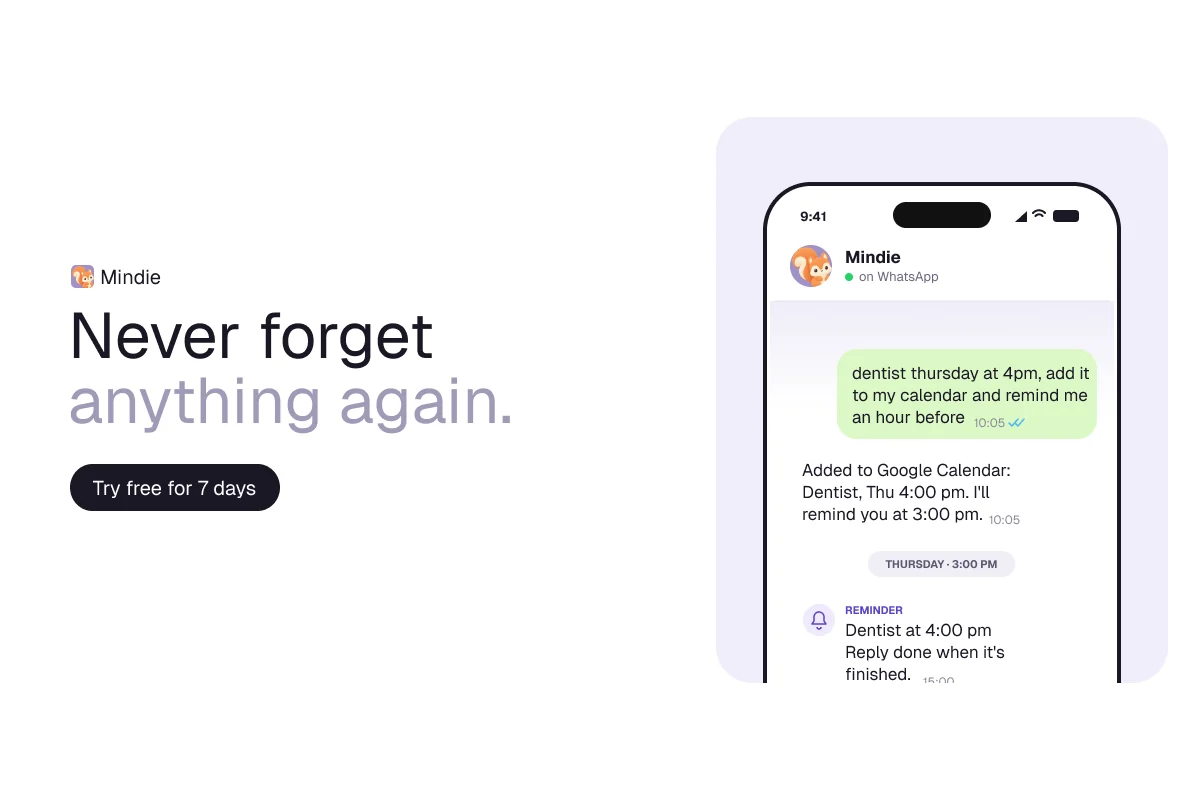 Mindie
Never forget
anything again.
Try free for 7 days
9:41
Mindie
on WhatsApp
dentist thursday at 4pm, add it
to my calendar and remind me
an hour before 10:05
Added to Google Calendar:
Dentist, Thu 4:00 pm. I'll
remind you at 3:00 pm. 10:05
THURSDAY · 3:00 PM
REMINDER
Dentist at 4:00 pm
Reply done when it's
finished. 15:00